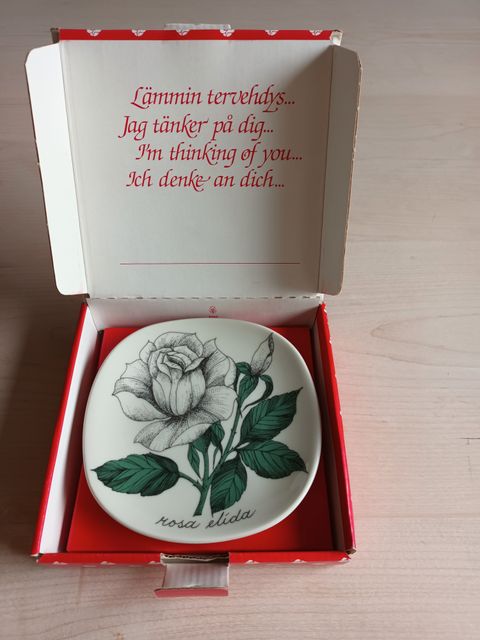 Lämmin tervehdys...
Jag tänker på dig...
I'm thinking of you...
Ich denke an dich...
rosa elida